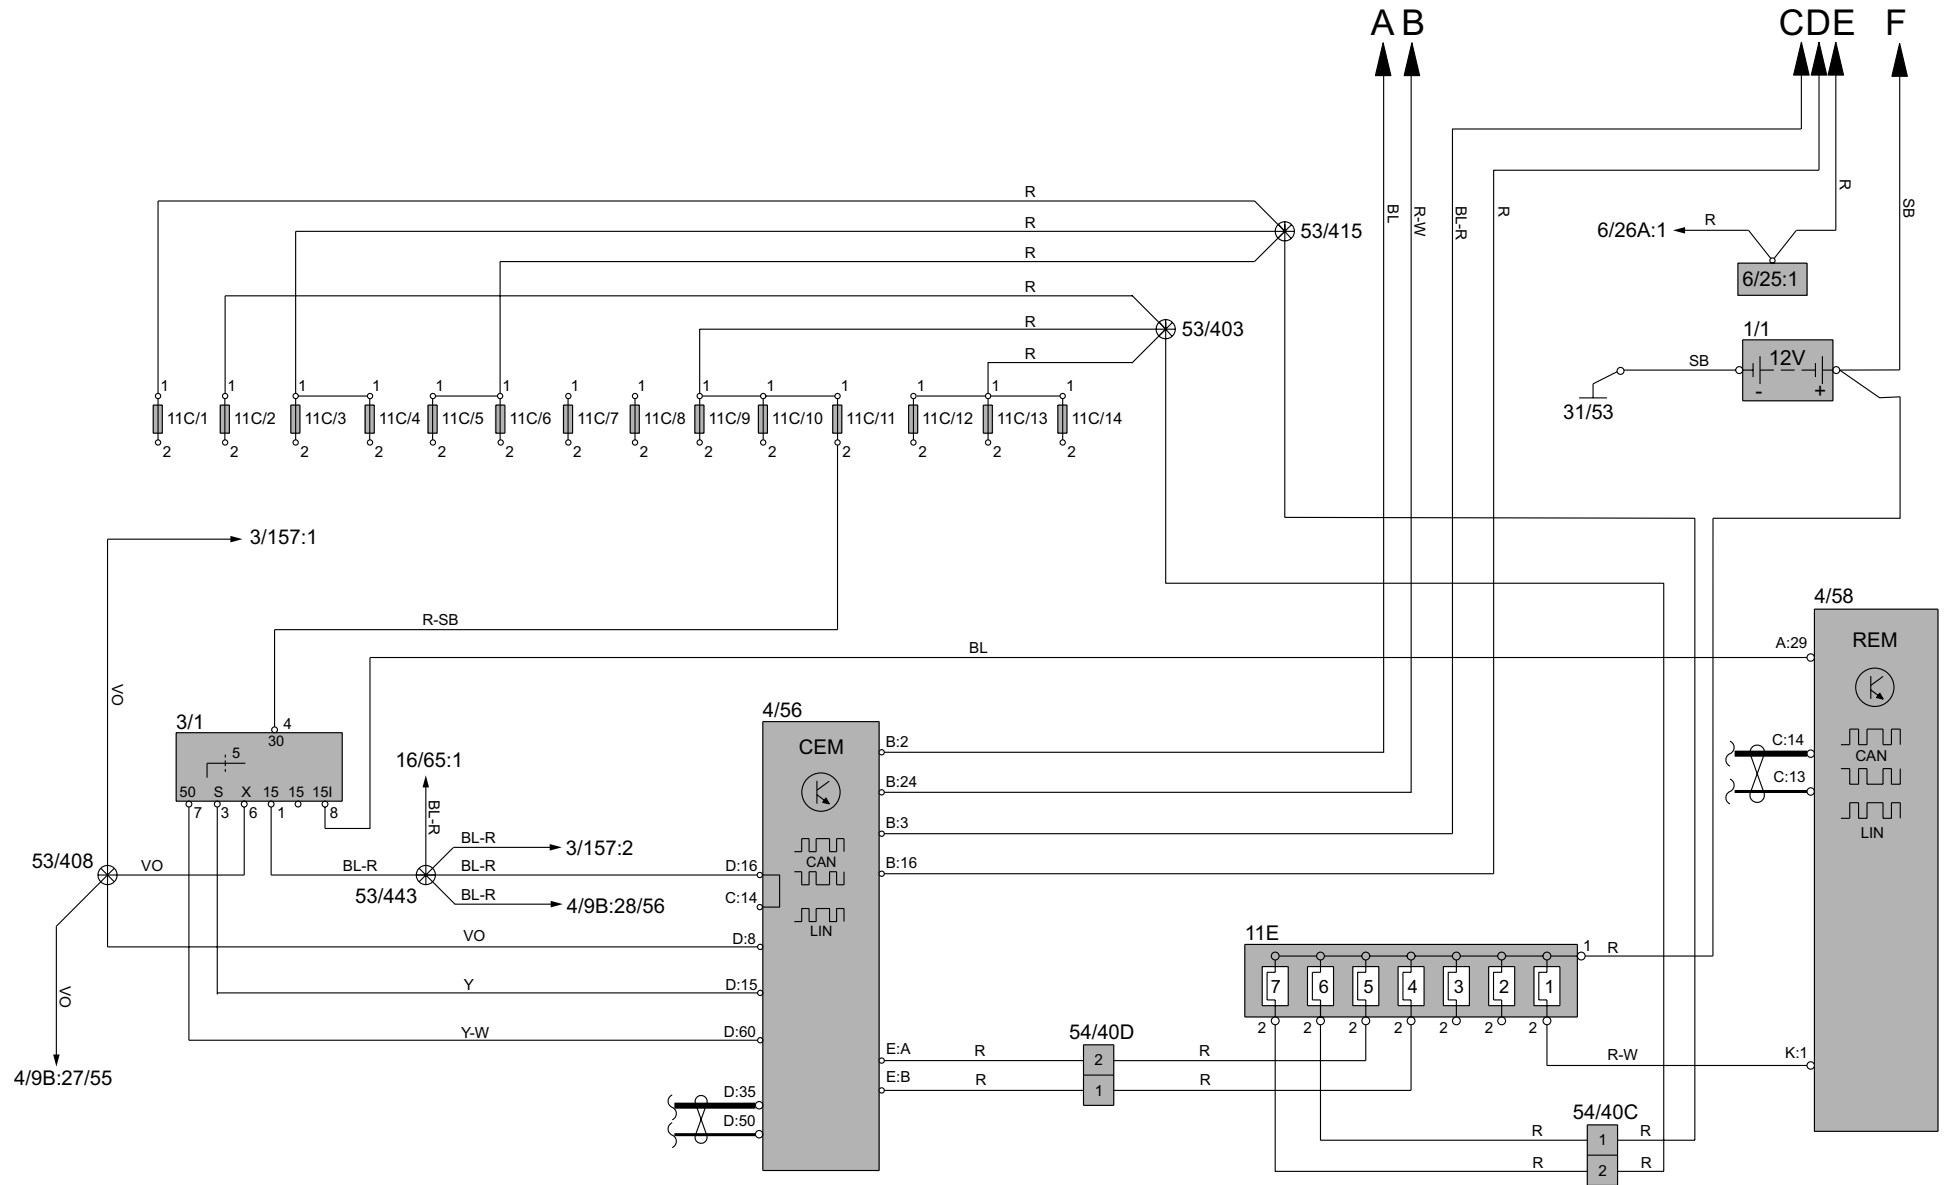 A B CDE F
R
R 53/415
R
BL R-W BL-R R R SB
6/26A:1 R
6/25:1
R
R 53/403
R
1/1
SB 12V
- +
31/53
1 1 1 1 1 1 1 1 1 1 1 1 1 1
11C/1 11C/2 11C/3 11C/4 11C/5 11C/6 11C/7 11C/8 11C/9 11C/10 11C/11 11C/12 11C/13 11C/14
2 2 2 2 2 2 2 2 2 2 2 2 2 2
3/157:1
R-SB
BL
VO
4/58
REM
A:29
C:14
CAN
C:13
LIN
K:1
3/1
4
30
5
50 S X 15 15 15I
7 3 6 1 8
16/65:1
BL-R
BL-R 3/157:2
53/408 VO BL-R BL-R
53/443
BL-R 4/9B:28/56
VO
VO
Y
Y-W
4/9B:27/55
4/56
CEM
CAN
LIN
B:2
B:24
B:3
B:16
D:16
C:14
D:8
D:15
D:60
D:35
D:50
E:A R R
E:B R R
54/40D
2
1
11E
1 R
7 6 5 4 3 2 1
2 2 2 2 2 2 2
R-W
54/40C
R 1 R
R 2 R